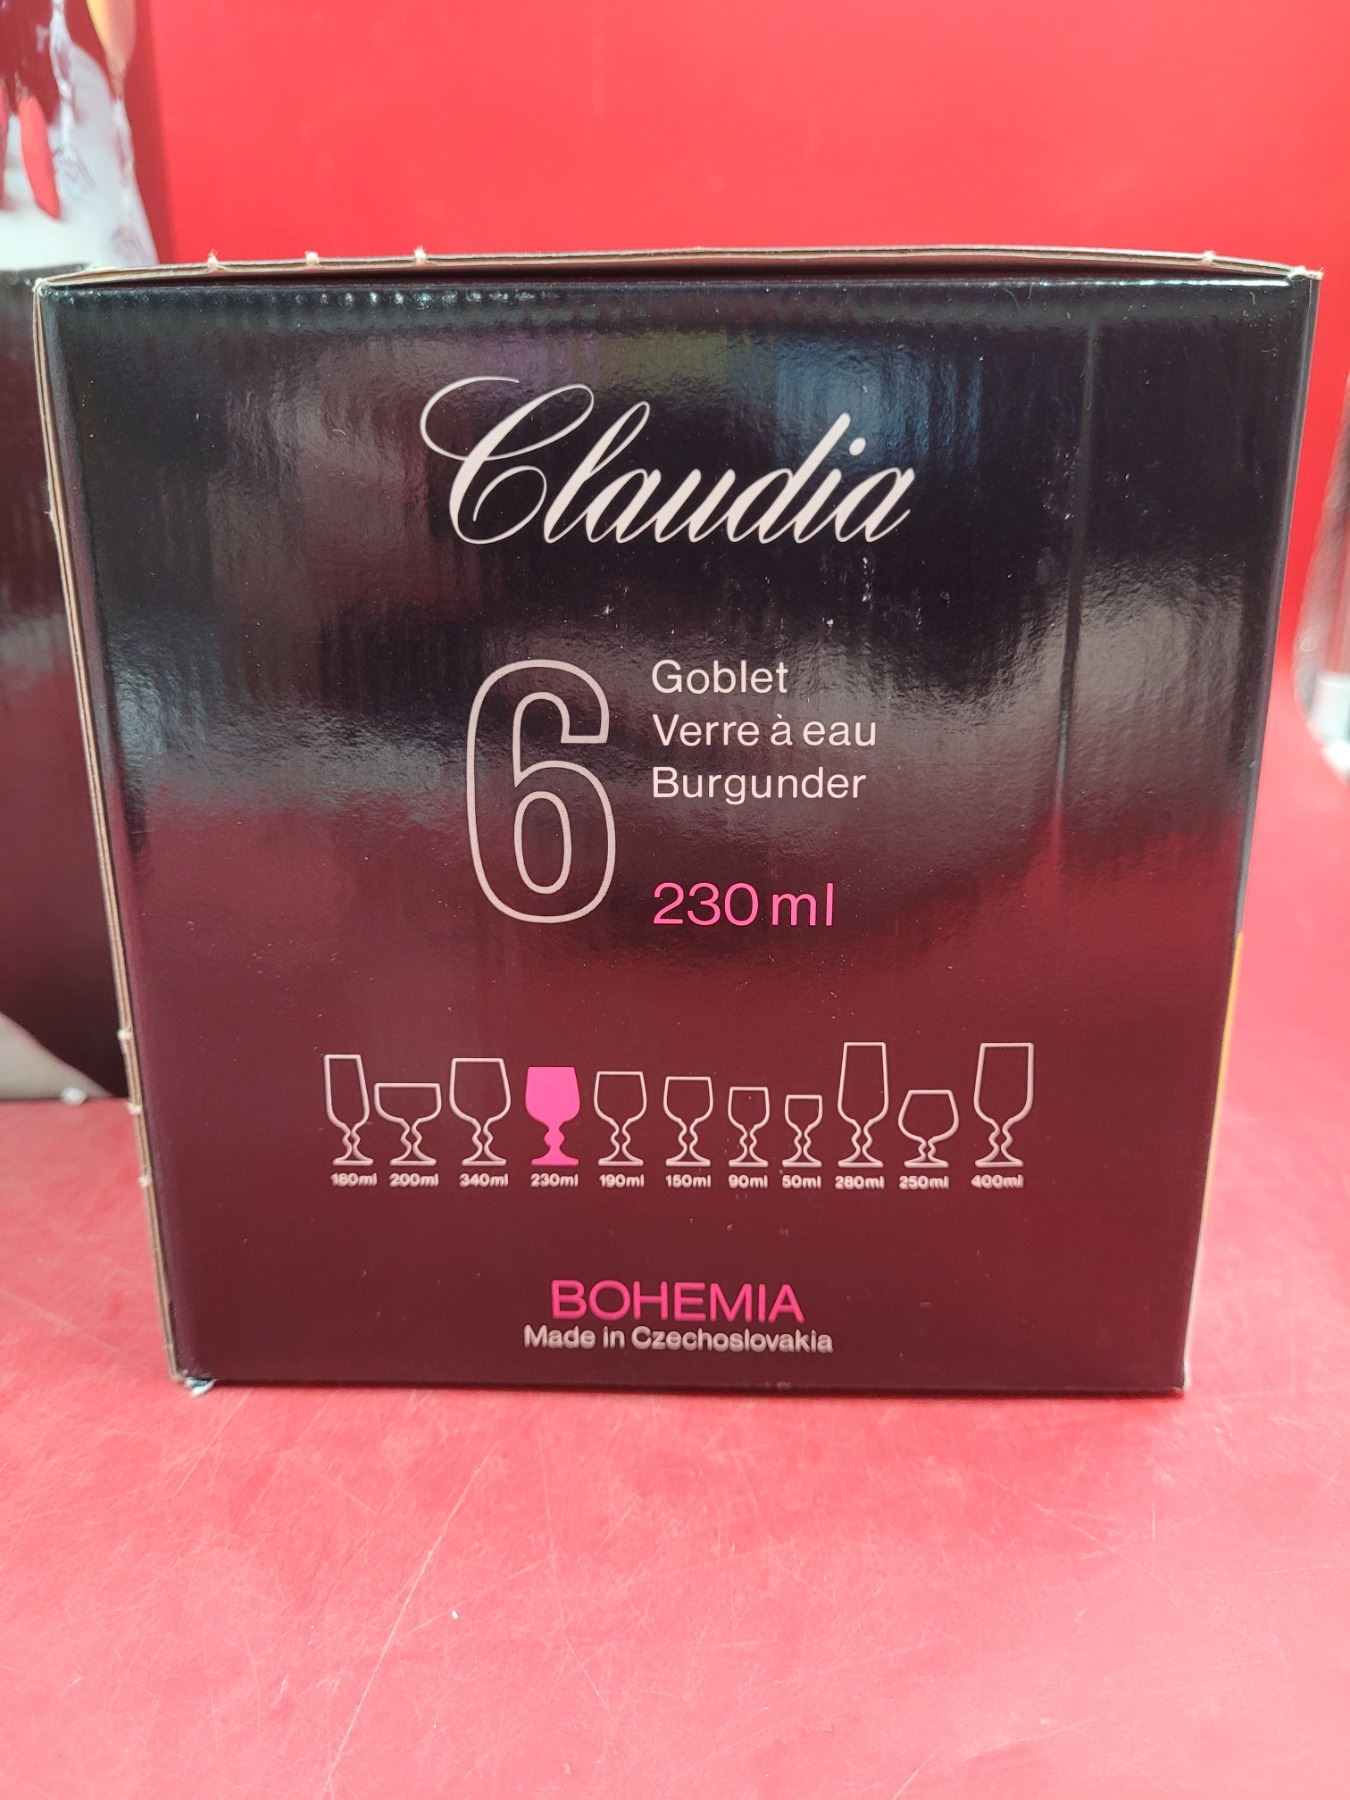 Claudia
6
Goblet
Verre à eau
Burgunder
230 ml
180ml 200ml 340ml 230ml 190ml 150ml 90ml 50ml 280ml 250ml 400ml
BOHEMIA
Made in Czechoslovakia